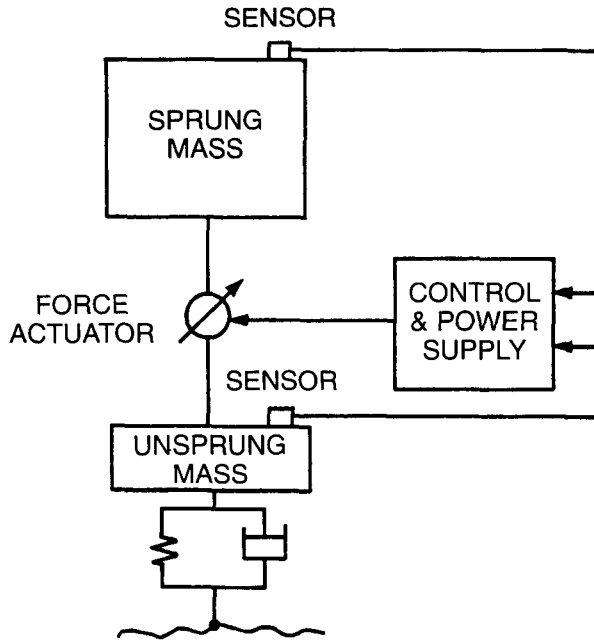 SENSOR
SPRUNG
MASS
FORCE
ACTUATOR
CONTROL
& POWER
SUPPLY
SENSOR
UNSPRUNG
MASS